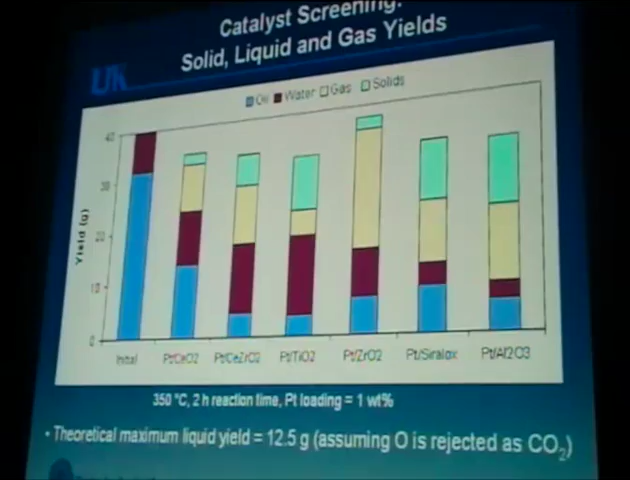 Catalyst Screening:
Solid, Liquid and Gas Yields
UK
Oil Water Gas Solids
Yield (g)
40
30
20
10
0
Initial Pt/CeO2 Pt/CeZrO2 Pt/TiO2 Pt/ZrO2 Pt/Siralox Pt/Al2O3
350 °C, 2 h reaction time, Pt loading = 1 wt%
• Theoretical maximum liquid yield = 12.5 g (assuming O is rejected as CO₂)